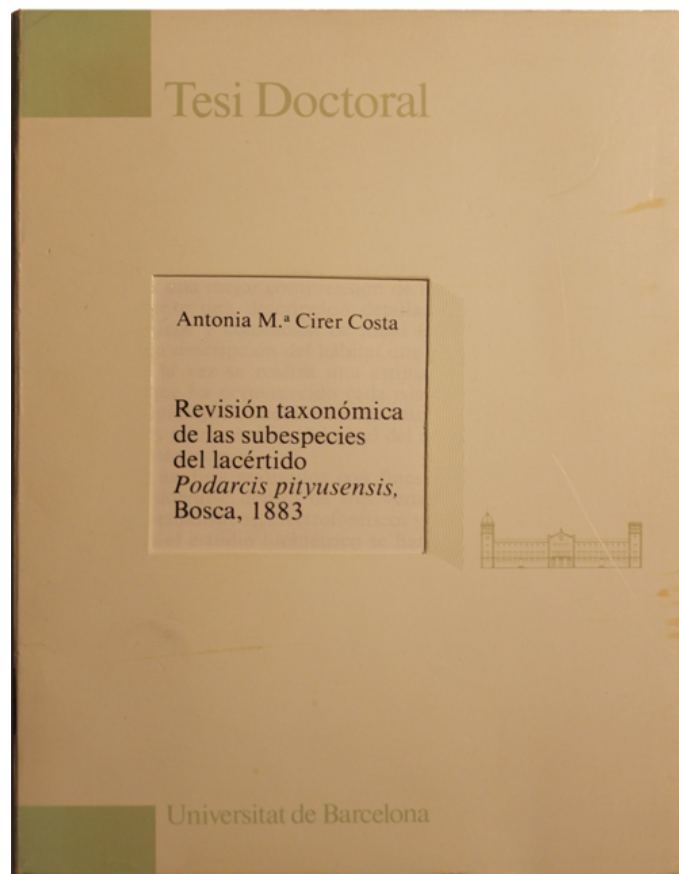 Tesi Doctoral
Antonia M.ª Cirer Costa
Revisión taxonómica
de las subespecies
del lacértido
Podarcis pityusensis,
Bosca, 1883
Universitat de Barcelona